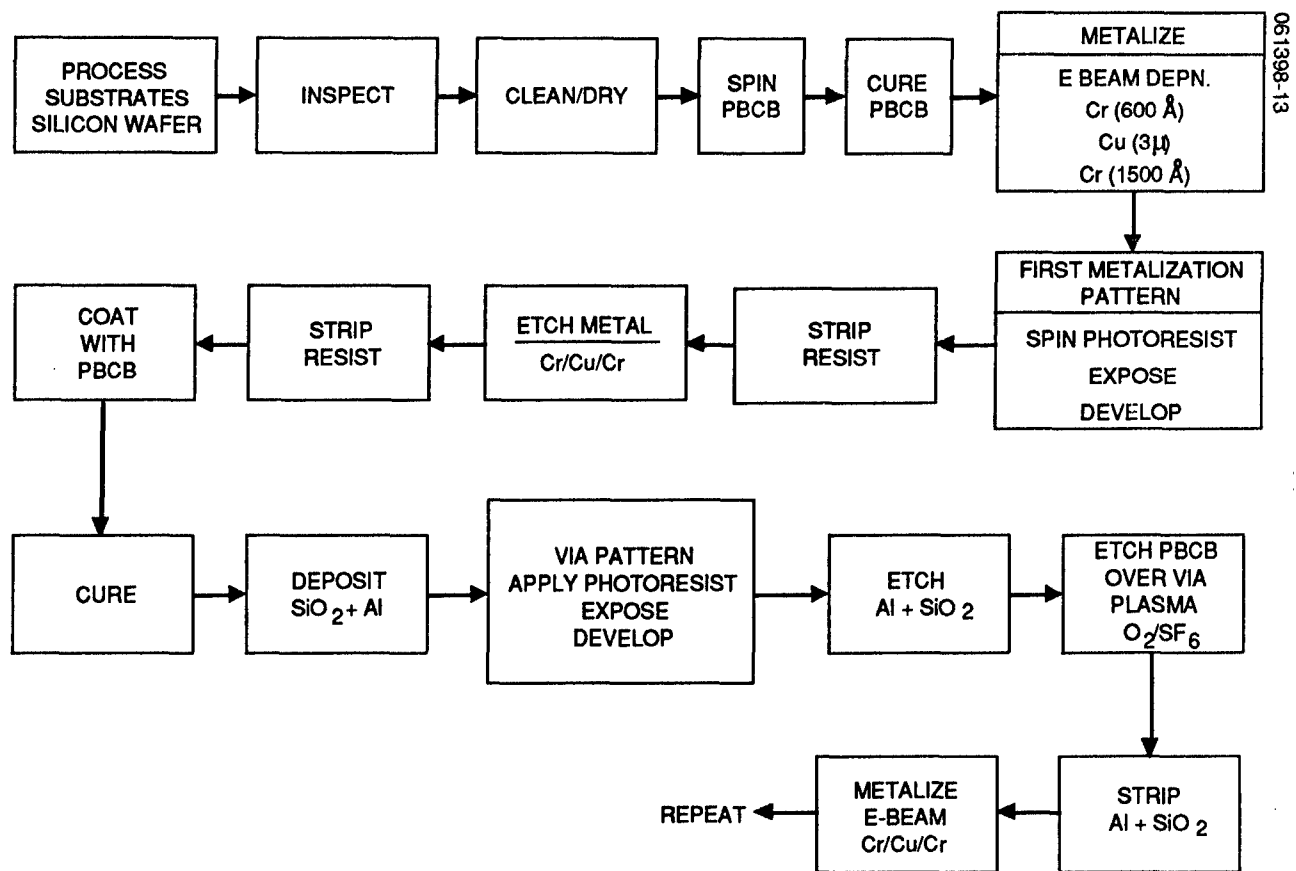 PROCESS
SUBSTRATES
SILICON WAFER
INSPECT
CLEAN/DRY
SPIN
PBCB
CURE
PBCB
METALIZE
E BEAM DEPN.
Cr (600 Å)
Cu (3µ)
Cr (1500 Å)
061398-13
FIRST METALIZATION
PATTERN
SPIN PHOTORESIST
EXPOSE
DEVELOP
STRIP
RESIST
ETCH METAL
Cr/Cu/Cr
STRIP
RESIST
COAT
WITH
PBCB
CURE
DEPOSIT
SiO2 + Al
VIA PATTERN
APPLY PHOTORESIST
EXPOSE
DEVELOP
ETCH
Al + SiO2
ETCH PBCB
OVER VIA
PLASMA
O2/SF6
STRIP
Al + SiO2
METALIZE
E-BEAM
Cr/Cu/Cr
REPEAT